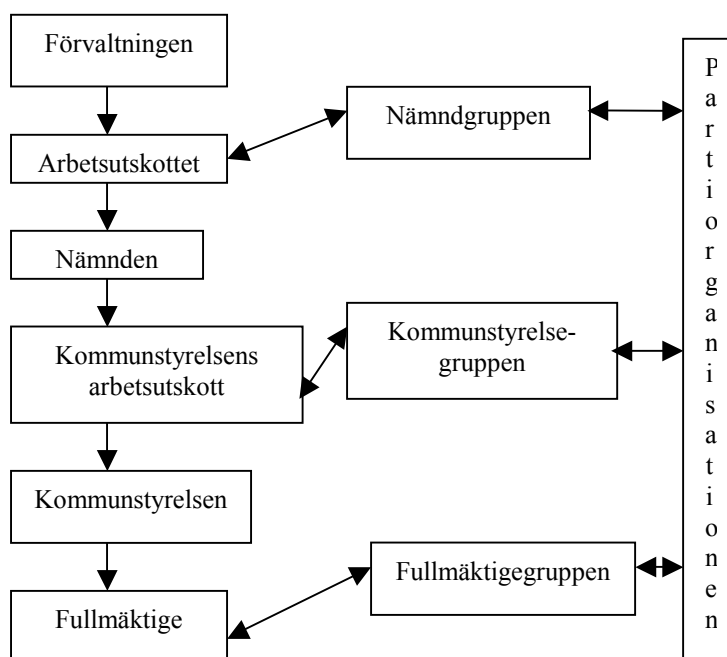 Förvaltningen
Arbetsutskottet
Nämndgruppen
Nämnden
Kommunstyrelsens
arbetsutskott
Kommunstyrelse-
gruppen
Kommunstyrelsen
Fullmäktige
Fullmäktigegruppen
P
a
r
t
i
o
r
g
a
n
i
s
a
t
i
o
n
e
n